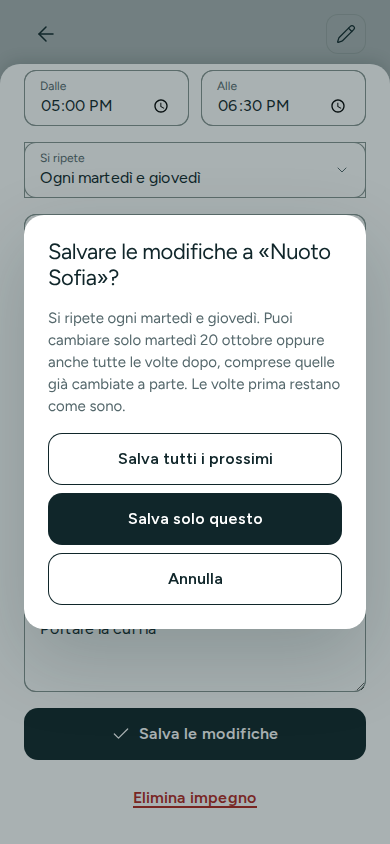 Dalle
05:00 PM
Alle
06:30 PM
Si ripete
Ogni martedì e giovedì
Salvare le modifiche a «Nuoto
Sofia»?
Si ripete ogni martedì e giovedì. Puoi
cambiare solo martedì 20 ottobre oppure
anche tutte le volte dopo, comprese quelle
già cambiate a parte. Le volte prima restano
come sono.
Salva tutti i prossimi
Salva solo questo
Annulla
Portare la
Salva le modifiche
Elimina impegno